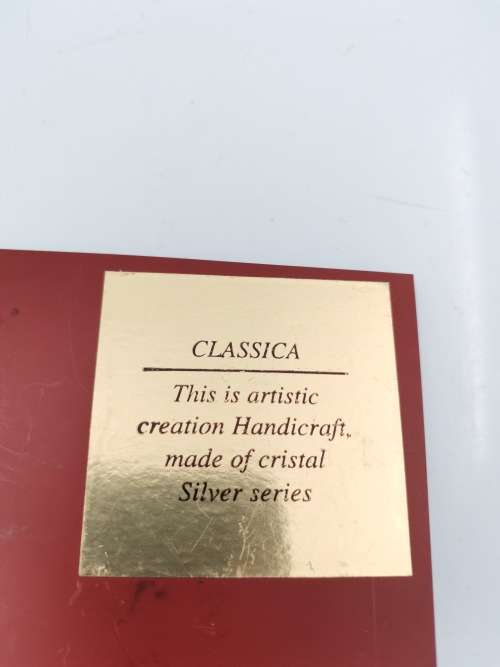 CLASSICA
This is artistic
creation Handicraft,
made of cristal
Silver series